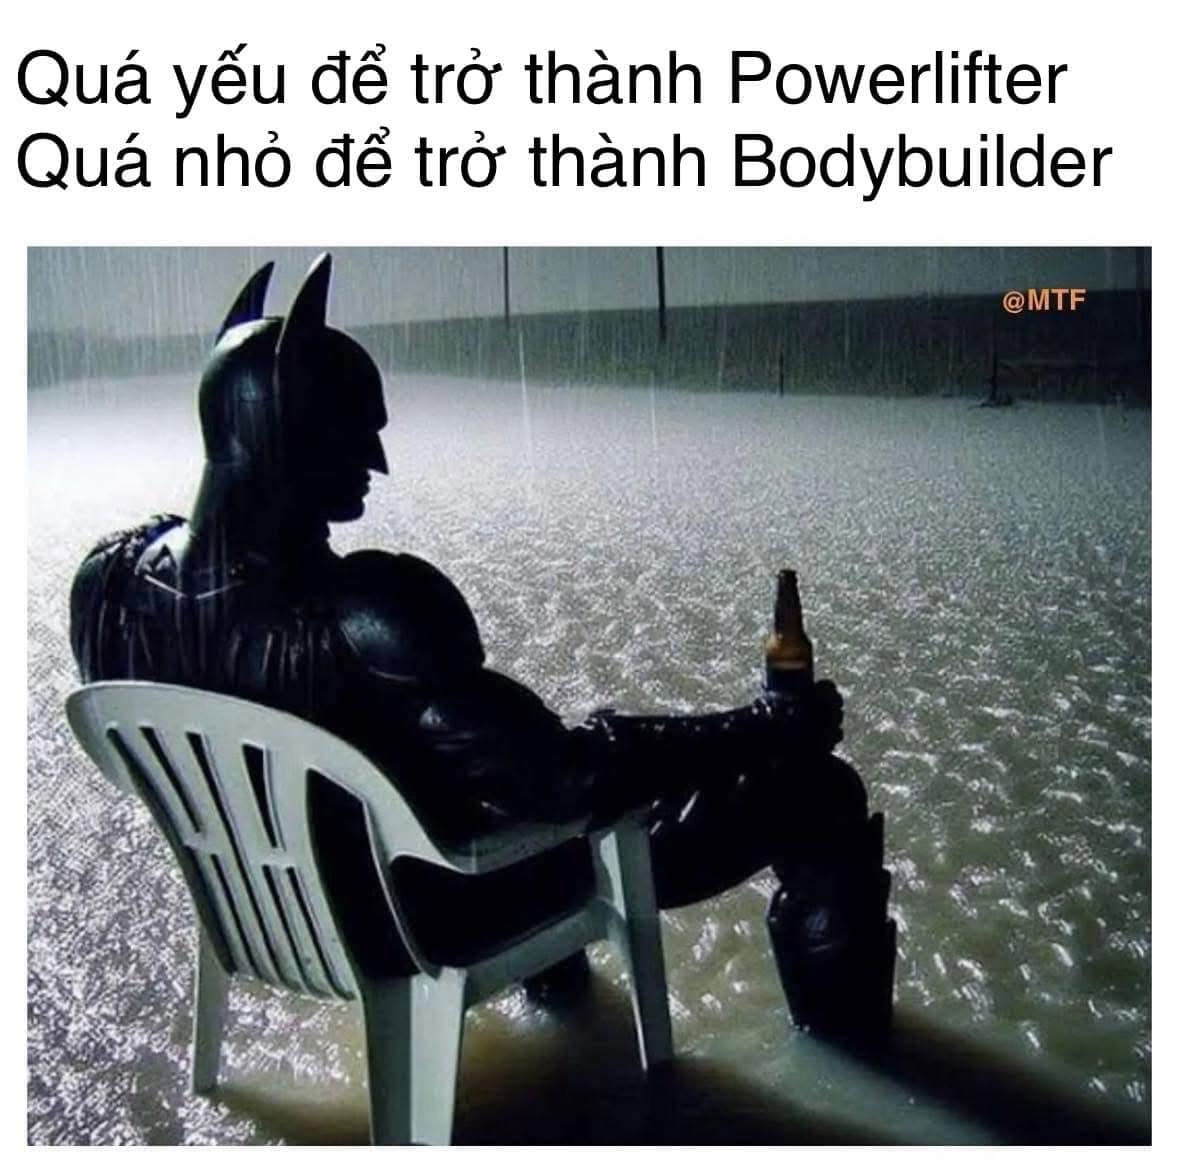 Quá yếu để trở thành Powerlifter
Quá nhỏ để trở thành Bodybuilder
@MTF